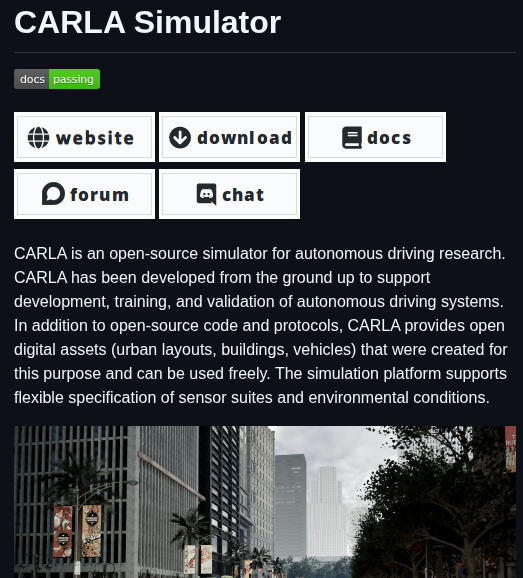 CARLA Simulator
docs passing
website download docs
forum chat
CARLA is an open-source simulator for autonomous driving research.
CARLA has been developed from the ground up to support
development, training, and validation of autonomous driving systems.
In addition to open-source code and protocols, CARLA provides open
digital assets (urban layouts, buildings, vehicles) that were created for
this purpose and can be used freely. The simulation platform supports
flexible specification of sensor suites and environmental conditions.